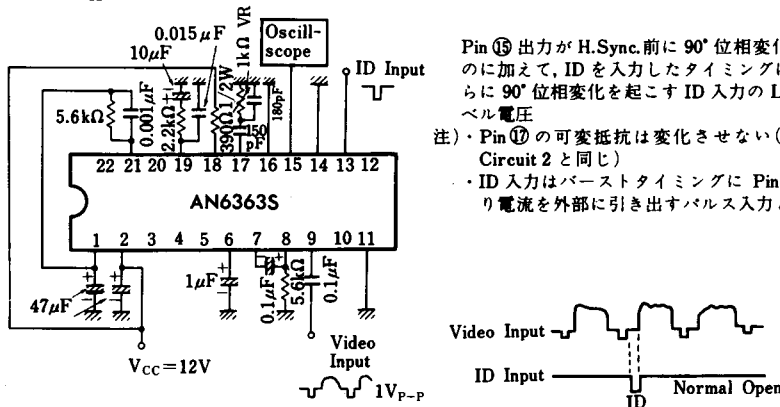 0.015μF
10μF
1kΩ VR
Oscill-
scope
ID Input
5.6kΩ
0.001μF
2.2kΩ
390Ω1/2W
150
pF
180pF
22 21 20 19 18 17 16 15 14 13 12
AN6363S
1 2 3 4 5 6 7 8 9 10 11
47μF
1μF
0.1μF
5.6kΩ
0.1μF
VCC=12V
Video
Input
1VP-P
Pin ⑮ 出力が H.Sync.前に 90° 位相変
のに加えて, ID を入力したタイミング
らに 90° 位相変化を起こす ID 入力の L
ベル電圧
注)・Pin⑰ の可変抵抗は変化させない(
Circuit 2 と同じ)
・ID 入力はバーストタイミングに Pin
り電流を外部に引き出すパルス入力
Video Input
ID Input
ID
Normal Open